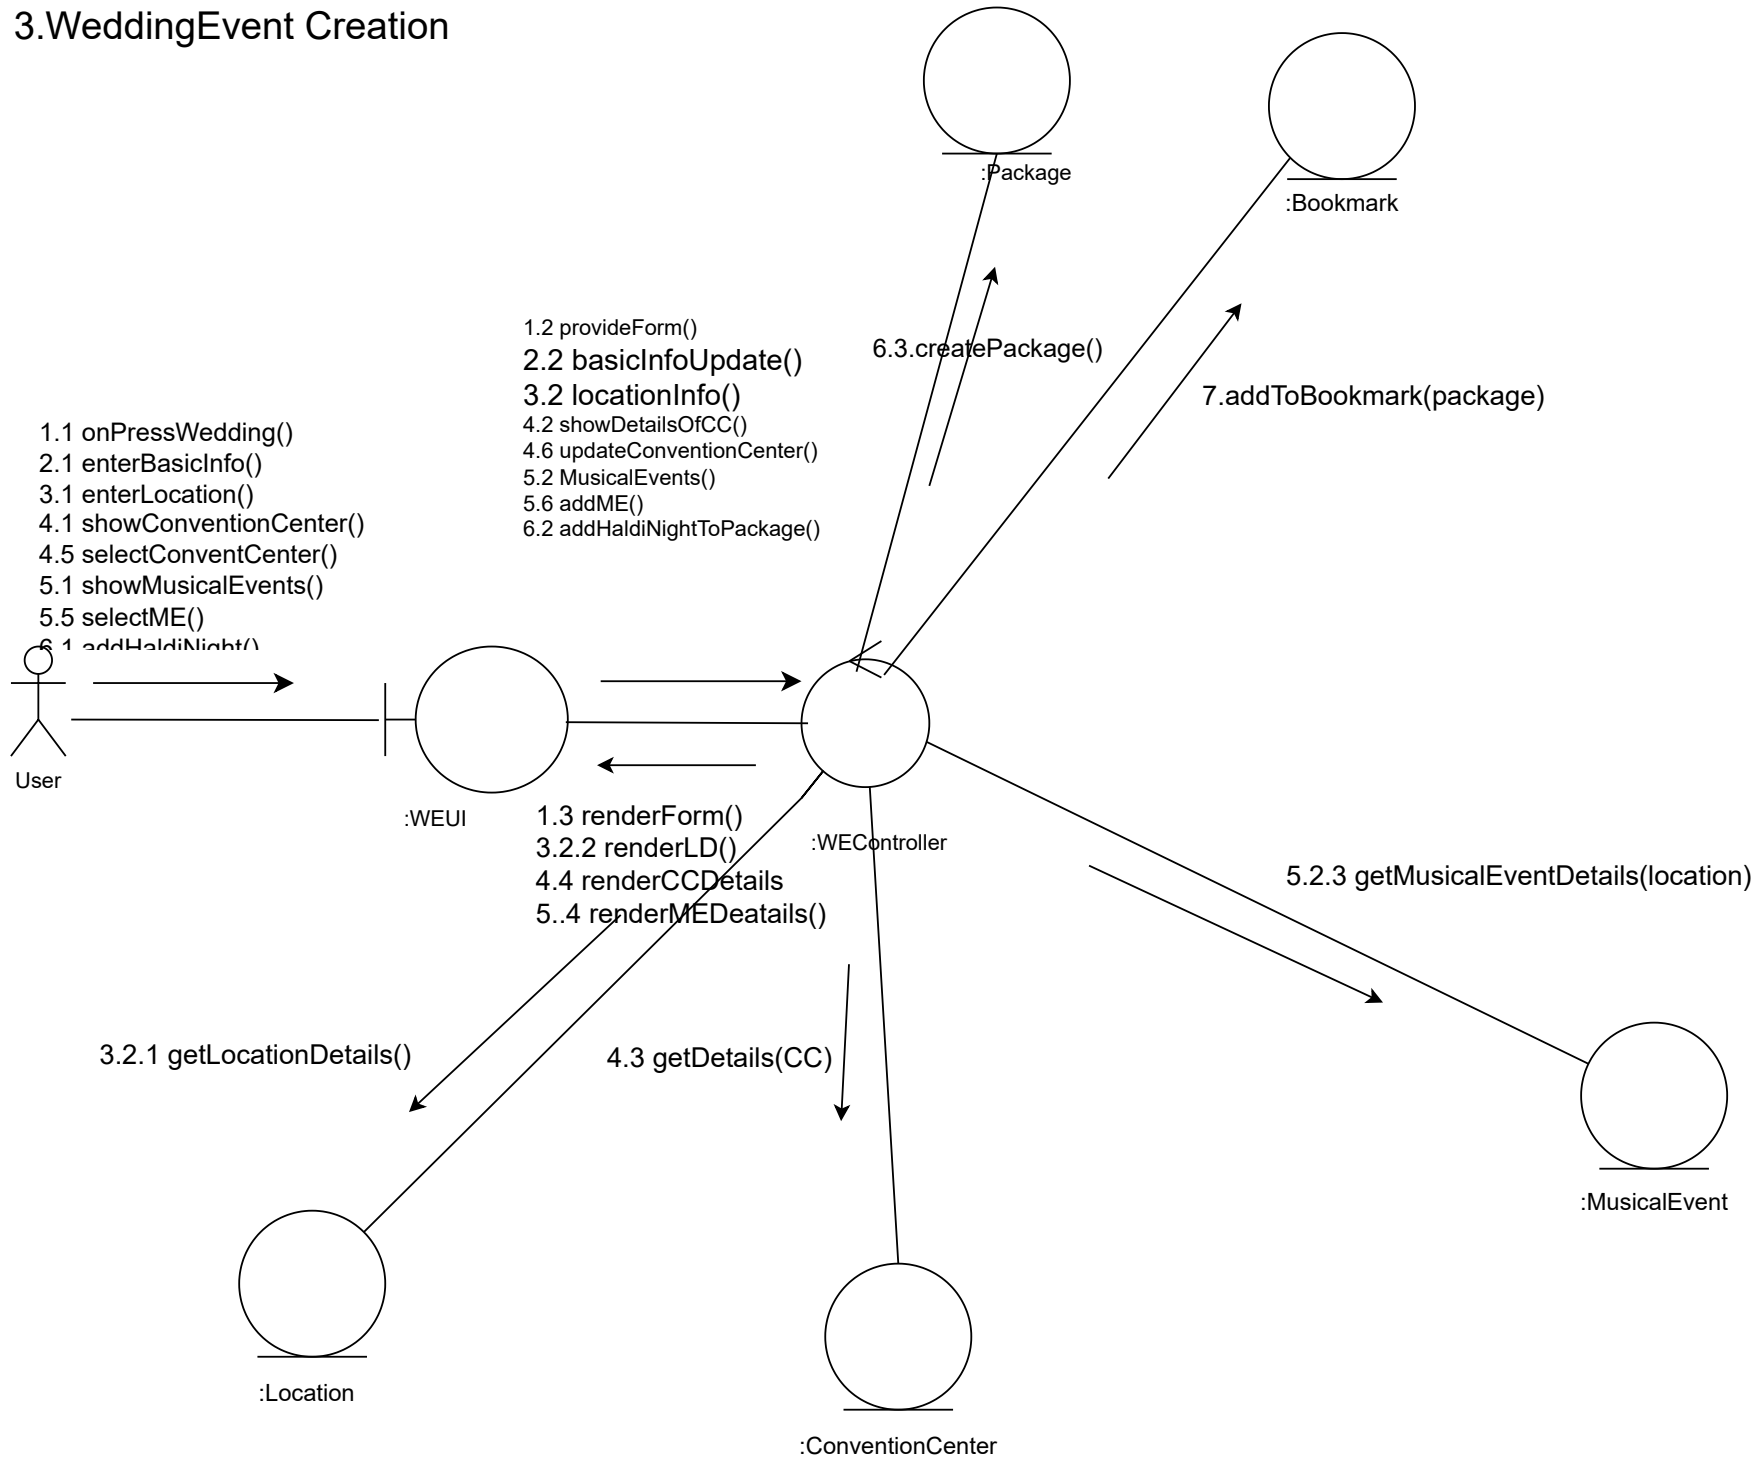 3.WeddingEvent Creation
:Package
:Bookmark
1.2 provideForm()
2.2 basicInfoUpdate()
3.2 locationInfo()
4.2 showDetailsOfCC()
4.6 updateConventionCenter()
5.2 MusicalEvents()
5.6 addME()
6.2 addHaldiNightToPackage()
6.3.createPackage()
7.addToBookmark(package)
1.1 onPressWedding()
2.1 enterBasicInfo()
3.1 enterLocation()
4.1 showConventionCenter()
4.5 selectConventCenter()
5.1 showMusicalEvents()
5.5 selectME()
6.1 addHaldiNight()
User
:WEUI
1.3 renderForm()
3.2.2 renderLD()
4.4 renderCCDetails
5..4 renderMEDeatails()
:WEController
5.2.3 getMusicalEventDetails(location)
3.2.1 getLocationDetails()
4.3 getDetails(CC)
:MusicalEvent
:Location
:ConventionCenter